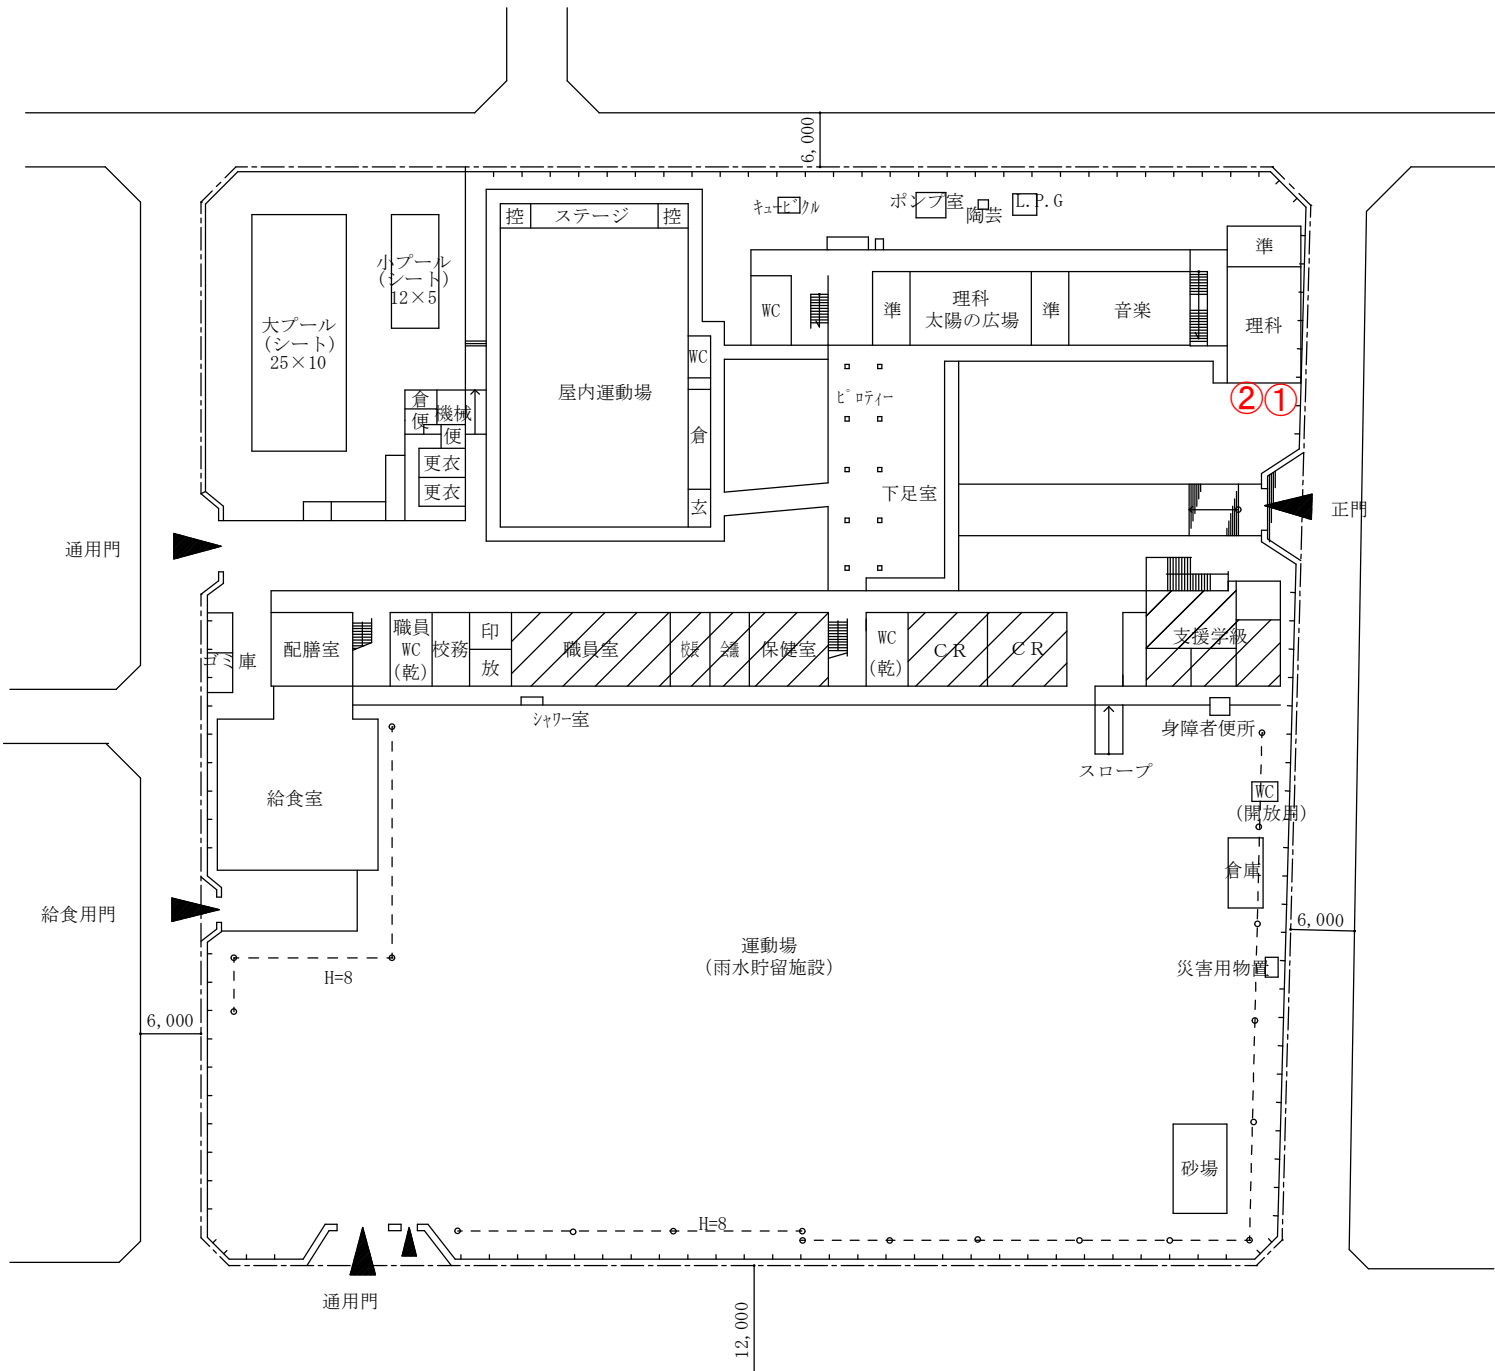 6,000
キュービクル
ポンプ室
陶芸
L.P.G
控
ステージ
控
準
小プール
(シート)
12×5
大プール
(シート)
25×10
WC
準
理科
太陽の広場
準
音楽
理科
WC
屋内運動場
ピロティー
② ①
倉
機械
便
便
倉
更衣
更衣
玄
下足室
正門
通用門
ゴミ庫
配膳室
職員
WC
(乾)
校務
印
放
職員室
校長
会議
保健室
WC
(乾)
CR
CR
支援学級
シャワー室
身障者便所
スロープ
WC
(開放用)
給食室
倉庫
給食用門
6,000
運動場
(雨水貯留施設)
災害用物置
H=8
6,000
砂場
H=8
通用門
12,000